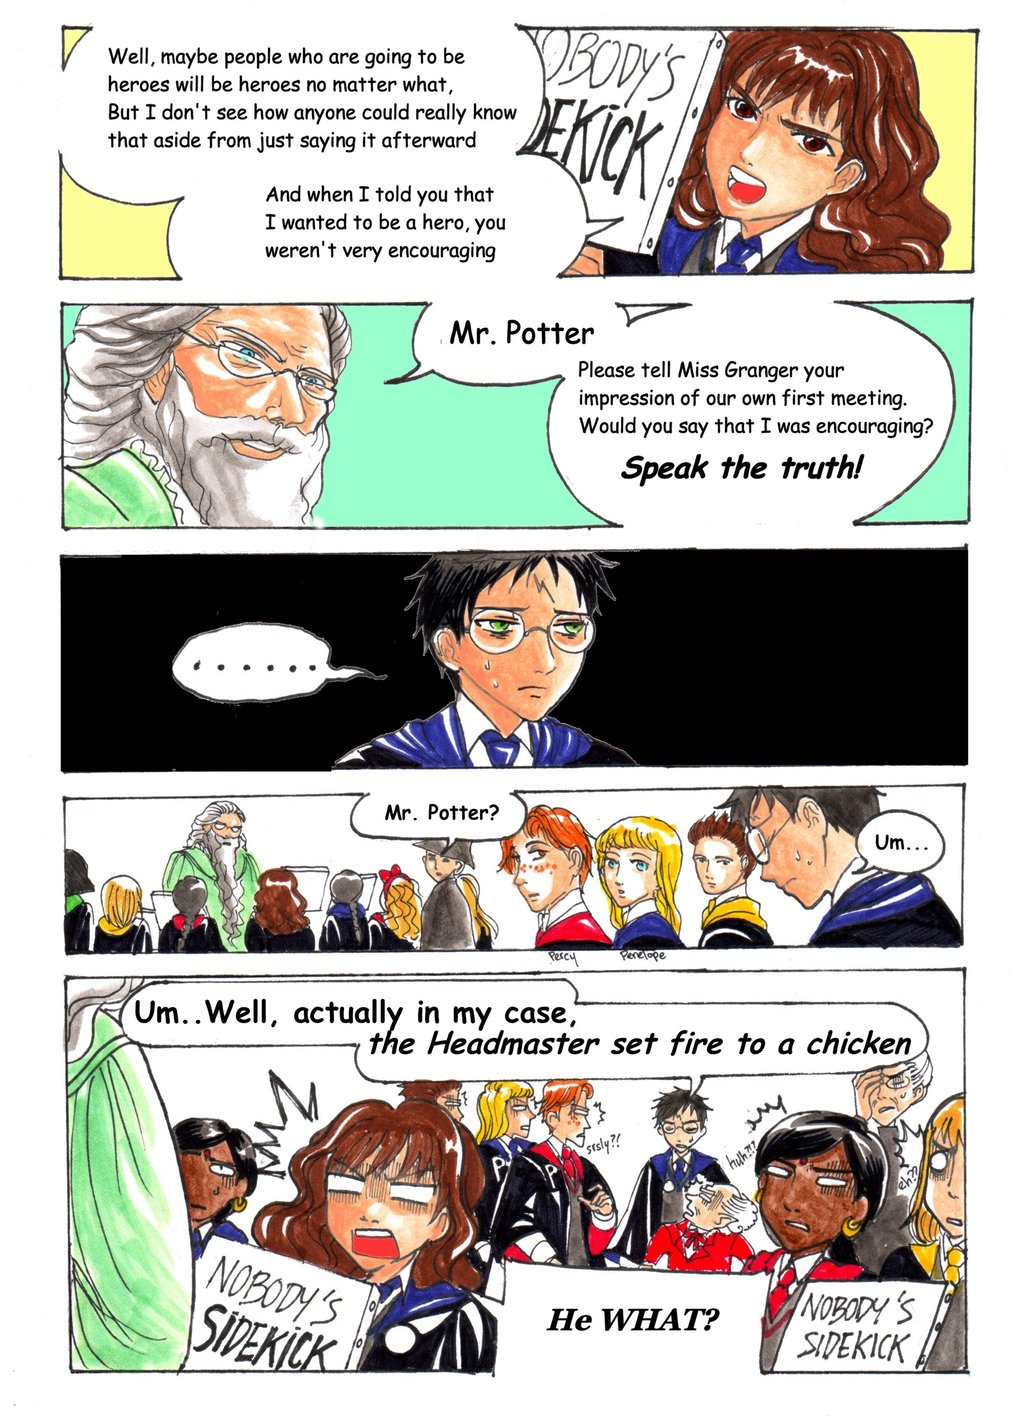 Well, maybe people who are going to be
heroes will be heroes no matter what,
But I don't see how anyone could really know
that aside from just saying it afterward
And when I told you that
I wanted to be a hero, you
weren't very encouraging
NOBODY'S
SIDEKICK
Mr. Potter
Please tell Miss Granger your
impression of our own first meeting.
Would you say that I was encouraging?
Speak the truth!
. . . . . .
Mr. Potter?
Um...
Percy
Penelope
Um..Well, actually in my case,
the Headmaster set fire to a chicken
srsly?!
huh?!?
eh?!
P
NOBODY'S
SIDEKICK
He WHAT?
NOBODY'S
SIDEKICK